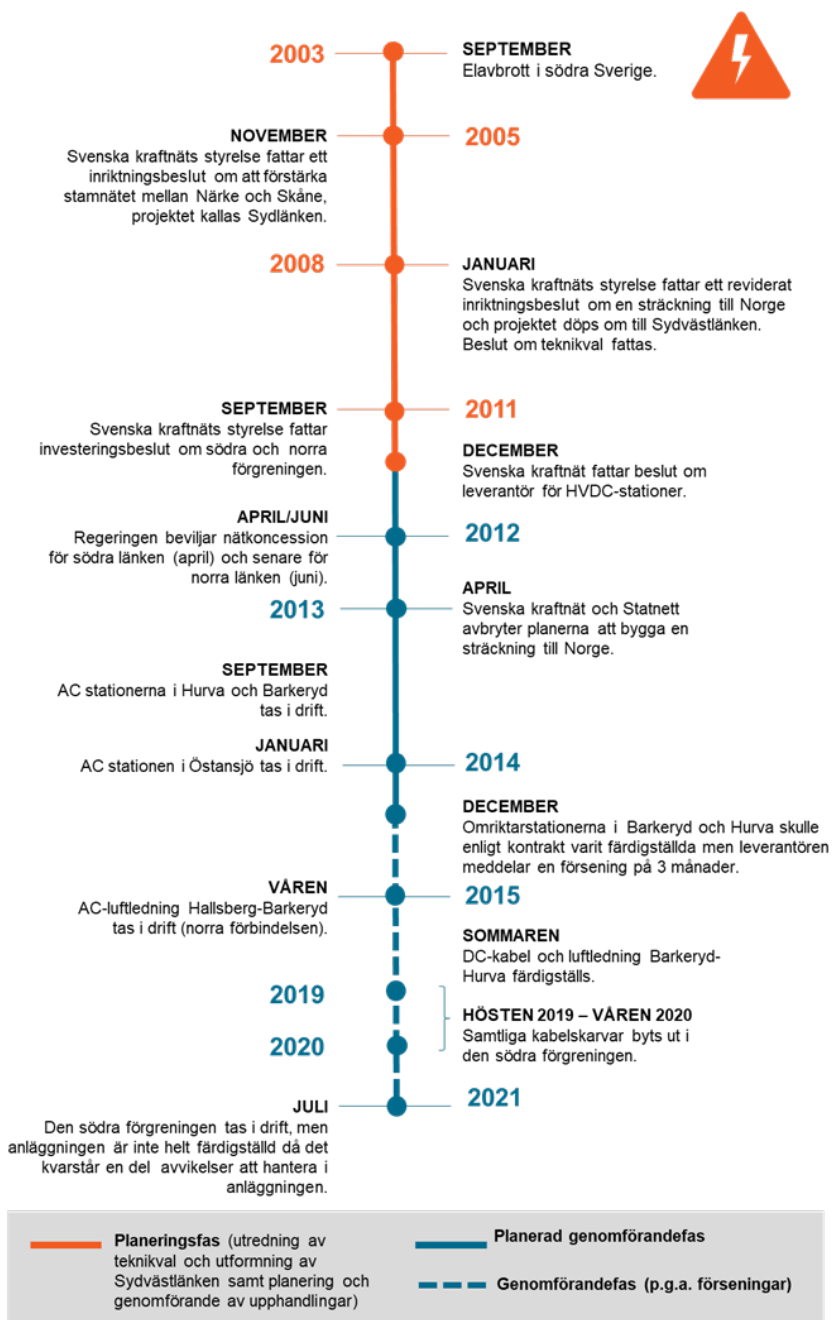 2003
SEPTEMBER
Elavbrott i södra Sverige.
NOVEMBER
Svenska kraftnäts styrelse fattar ett
inriktningsbeslut om att förstärka
stamnätet mellan Närke och Skåne,
projektet kallas Sydlänken.
2005
2008
JANUARI
Svenska kraftnäts styrelse fattar ett reviderat
inriktningsbeslut om en sträckning till Norge
och projektet döps om till Sydvästlänken.
Beslut om teknikval fattas.
SEPTEMBER
Svenska kraftnäts styrelse fattar
investeringsbeslut om södra och norra
förgreningen.
2011
DECEMBER
Svenska kraftnät fattar beslut om
leverantör för HVDC-stationer.
APRIL/JUNI
Regeringen beviljar nätkoncession
för södra länken (april) och senare för
norra länken (juni).
2012
2013
APRIL
Svenska kraftnät och Statnett
avbryter planerna att bygga en
sträckning till Norge.
SEPTEMBER
AC stationerna i Hurva och Barkeryd
tas i drift.
JANUARI
AC stationen i Östansjö tas i drift.
2014
DECEMBER
Omriktarstationerna i Barkeryd och Hurva skulle
enligt kontrakt varit färdigställda men leverantören
meddelar en försening på 3 månader.
VÅREN
AC-luftledning Hallsberg-Barkeryd
tas i drift (norra förbindelsen).
2015
SOMMAREN
DC-kabel och luftledning Barkeryd-
Hurva färdigställs.
2019
HÖSTEN 2019 – VÅREN 2020
Samtliga kabelskarvar byts ut i
den södra förgreningen.
2020
2021
JULI
Den södra förgreningen tas i drift, men
anläggningen är inte helt färdigställd då det
kvarstår en del avvikelser att hantera i
anläggningen.
Planeringsfas (utredning av
teknikval och utformning av
Sydvästlänken samt planering och
genomförande av upphandlingar)
Planerad genomförandefas
Genomförandefas (p.g.a. förseningar)